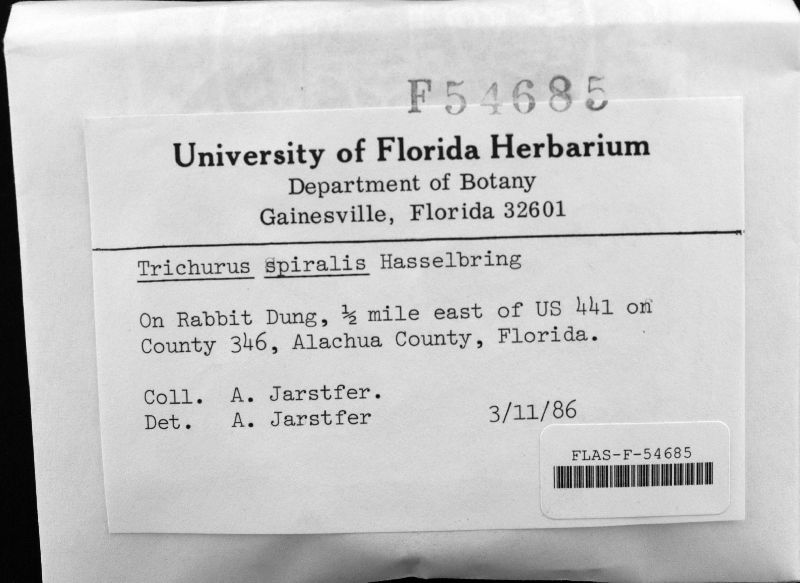 F54685
University of Florida Herbarium
Department of Botany
Gainesville, Florida 32601
Trichurus spiralis Hasselbring
On Rabbit Dung, ½ mile east of US 441 on
County 346, Alachua County, Florida.
Coll. A. Jarstfer.
Det. A. Jarstfer 3/11/86
FLAS-F-54685